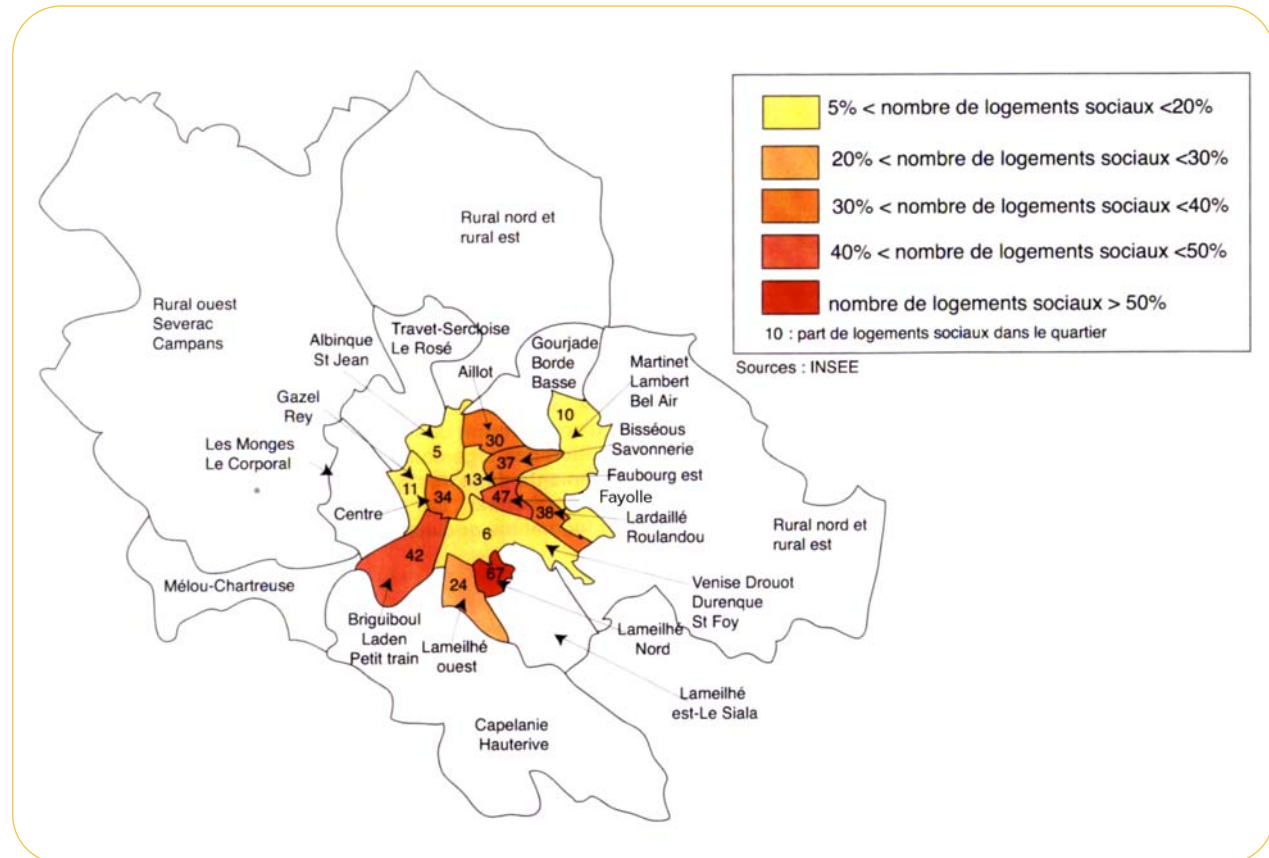 5% < nombre de logements sociaux <20%
20% < nombre de logements sociaux <30%
30% < nombre de logements sociaux <40%
40% < nombre de logements sociaux <50%
nombre de logements sociaux > 50%
10 : part de logements sociaux dans le quartier
Sources : INSEE
Rural nord et
rural est
Rural ouest
Severac
Campans
Albinque
St Jean
Travet-Sercloise
Le Rosé
Aillot
Gourjade
Borde
Basse
Martinet
Lambert
Bel Air
Gazel
Rey
Les Monges
Le Corporal
Bisséous
Savonnerie
Faubourg est
Fayolle
Lardaillé
Roulandou
Centre
Rural nord et
rural est
10
5
30
37
13
11
34
47
38
6
42
24
67
Mélou-Chartreuse
Briguiboul
Laden
Petit train
Lameilhé
ouest
Venise Drouot
Durenque
St Foy
Lameilhé
Nord
Lameilhé
est-Le Siala
Capelanie
Hauterive